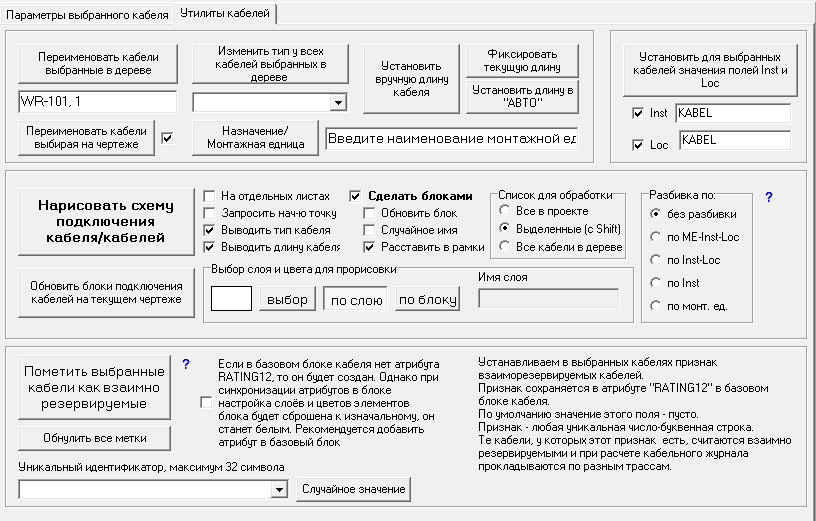 Параметры выбранного кабеля
Утилиты кабелей
Переименовать кабели
выбранные в дереве
Изменить тип у всех
кабелей выбранных в
дереве
Установить
вручную длину
кабеля
Фиксировать
текущую длину
Установить длину в
"АВТО"
WR-101, 1
Переименовать кабели
выбирая на чертеже
Назначение/
Монтажная едница
Введите наименование монтажной ед
Установить для выбранных
кабелей значения полей Inst и
Loc
Inst
KABEL
Loc
KABEL
Нарисовать схему
подключения
кабеля/кабелей
На отдельных листах
Запросить нач-ю точку
Выводить тип кабеля
Выводить длину кабеля
Сделать блоками
Обновить блок
Случайное имя
Расставить в рамки
Список для обработки
Все в проекте
Выделенные (с Shift)
Все кабели в дереве
Разбивка по:
без разбивки
по ME-Inst-Loc
по Inst-Loc
по Inst
по монт. ед.
?
Обновить блоки подключения
кабелей на текущем чертеже
Выбор слоя и цвета для прорисовки
выбор
по слою
по блоку
Имя слоя
Пометить выбранные
кабели как взаимно
резервируемые
?
Обнулить все метки
Если в базовом блоке кабеля нет атрибута
RATING12, то он будет создан. Однако при
синхронизации атрибутов в блоке
настройка слоёв и цветов элементов
блока будет сброшена к изначальному, он
станет белым. Рекомендуется добавить
атрибут в базовый блок
Устанавливаем в выбранных кабелях признак
взаиморезервируемых кабелей.
Признак сохраняется в атрибуте "RATING12" в базовом
блоке кабеля.
По умолчанию значение этого поля - пусто.
Признак - любая уникальная число-буквенная строка.
Те кабели, у которых этот признак есть, считаются взаимно
резервируемыми и при расчете кабельного журнала
прокладываются по разным трассам.
Уникальный идентификатор, максимум 32 символа
Случайное значение